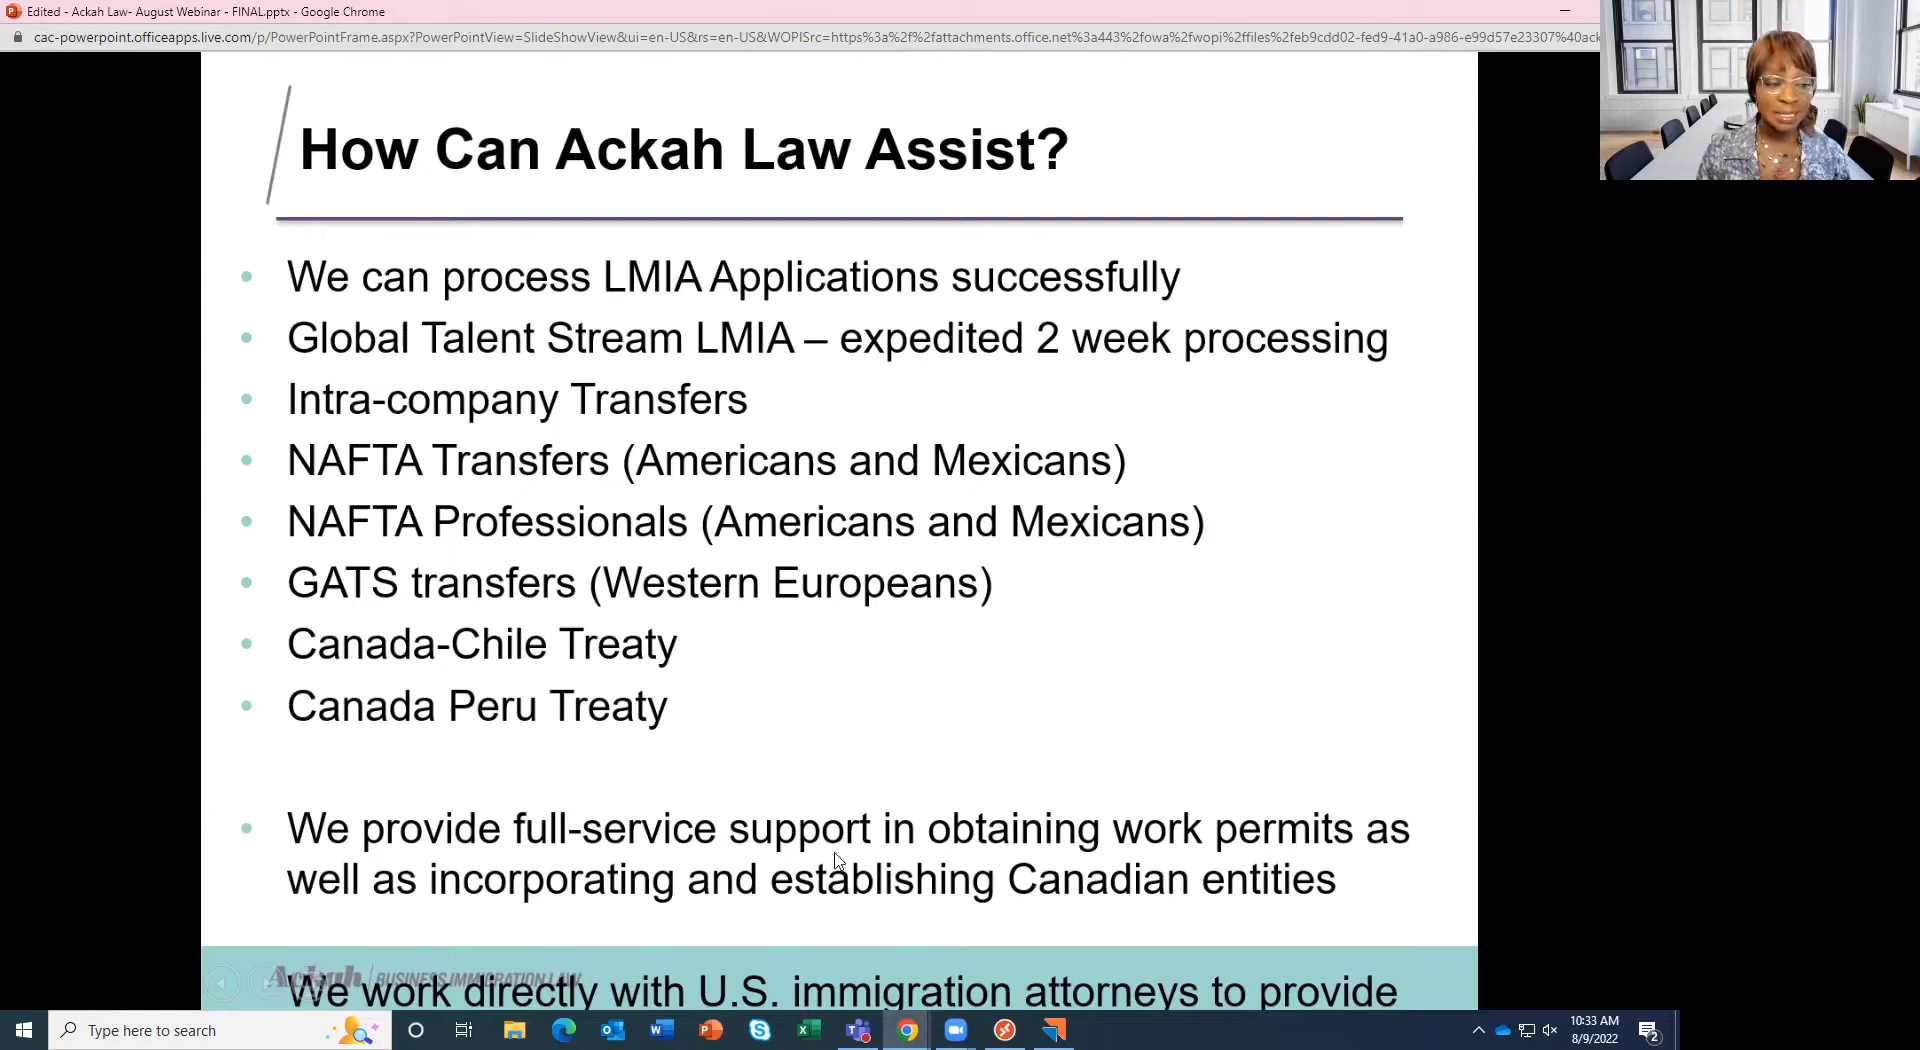 Edited - Ackah Law- August Webinar - FINAL.pptx - Google Chrome
cac-powerpoint.officeapps.live.com/p/PowerPointFrame.aspx?PowerPointView=SlideShowView&ui=en-US&rs=en-US&WOPISrc=https%3a%2f%2fattachments.office.net%3a443%2fowa%2fwopi%2ffiles%2feb9cdd02-fed9-41a0-a986-e99d57e23307%40ack
How Can Ackah Law Assist?
• We can process LMIA Applications successfully
• Global Talent Stream LMIA – expedited 2 week processing
• Intra-company Transfers
• NAFTA Transfers (Americans and Mexicans)
• NAFTA Professionals (Americans and Mexicans)
• GATS transfers (Western Europeans)
• Canada-Chile Treaty
• Canada Peru Treaty
• We provide full-service support in obtaining work permits as
well as incorporating and establishing Canadian entities
Ackah | BUSINESS IMMIGRATION LAW
We work directly with U.S. immigration attorneys to provide
Type here to search
10:33 AM
8/9/2022
2